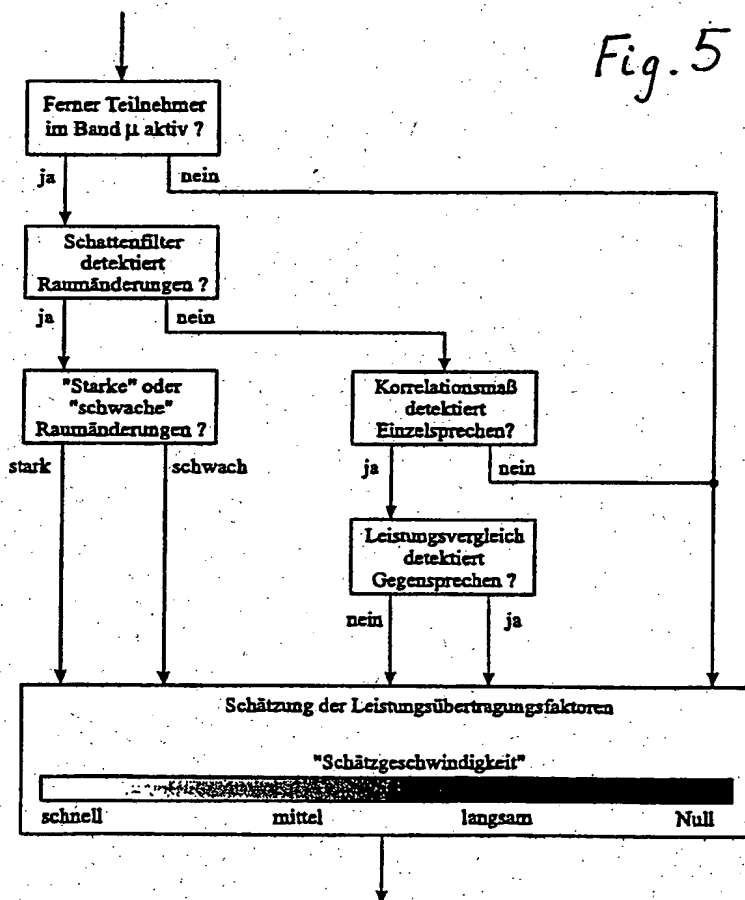 Fig. 5
Ferner Teilnehmer
im Band µ aktiv ?
ja
nein
Schattenfilter
detektiert
Raumänderungen ?
ja
nein
"Starke" oder
"schwache"
Raumänderungen ?
Korrelationsmaß
detektiert
Einzelsprechen?
stark
schwach
ja
nein
Leistungsvergleich
detektiert
Gegensprechen ?
nein
ja
Schätzung der Leistungsübertragungsfaktoren
"Schätzgeschwindigkeit"
schnell
mittel
langsam
Null